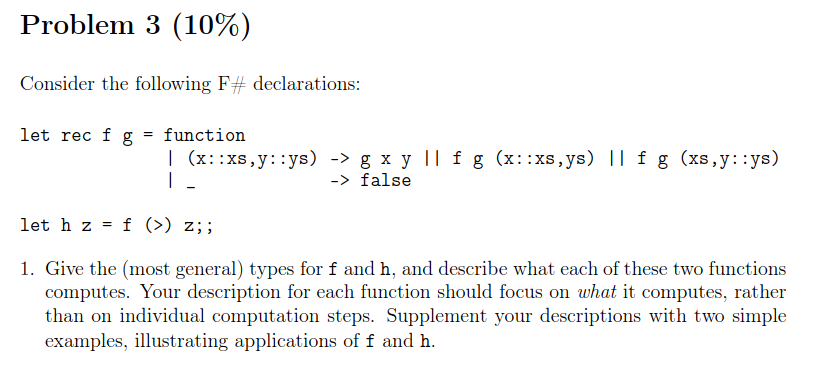 Problem 3 (10%)
Consider the following F# declarations:
let rec f g = function
| (x::xs,y::ys) -> g x y || f g (x::xs,ys) || f g (xs,y::ys)
| _ -> false
let h z = f (>) z;;
1. Give the (most general) types for f and h, and describe what each of these two functions
computes. Your description for each function should focus on what it computes, rather
than on individual computation steps. Supplement your descriptions with two simple
examples, illustrating applications of f and h.